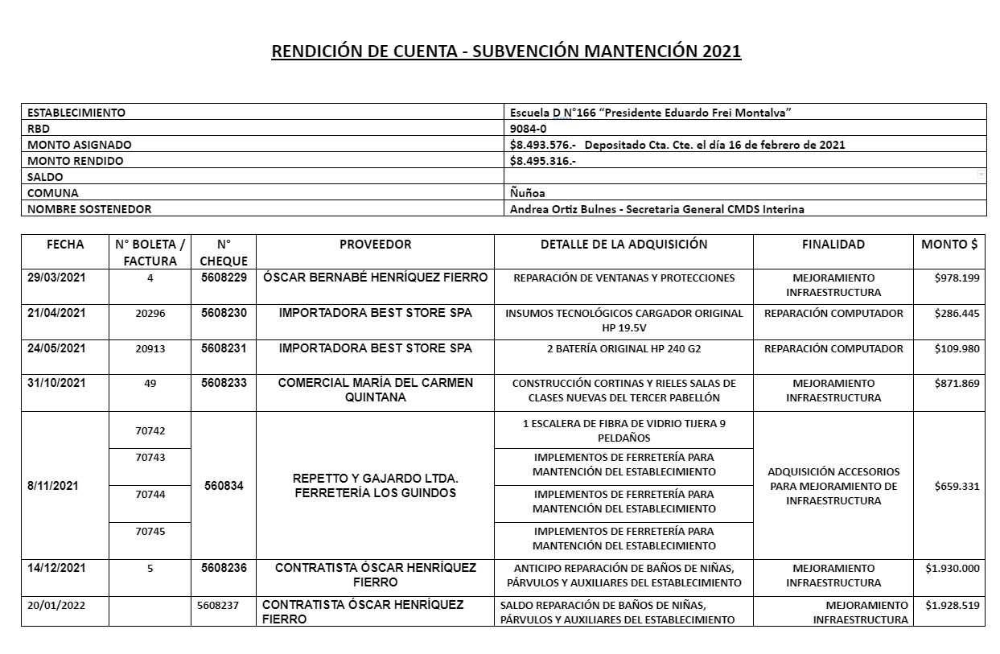 RENDICIÓN DE CUENTA - SUBVENCIÓN MANTENCIÓN 2021
ESTABLECIMIENTO Escuela D N°166 “Presidente Eduardo Frei Montalva”
RBD 9084-0
MONTO ASIGNADO $8.493.576.- Depositado Cta. Cte. el día 16 de febrero de 2021
MONTO RENDIDO $8.495.316.-
SALDO
COMUNA Ñuñoa
NOMBRE SOSTENEDOR Andrea Ortiz Bulnes - Secretaria General CMDS Interina
FECHA N° BOLETA / N° PROVEEDOR DETALLE DE LA ADQUISICIÓN FINALIDAD MONTO $
FACTURA CHEQUE
29/03/2021 4 5608229 ÓSCAR BERNABÉ HENRÍQUEZ FIERRO REPARACIÓN DE VENTANAS Y PROTECCIONES MEJORAMIENTO $978.199
INFRAESTRUCTURA
21/04/2021 20296 5608230 IMPORTADORA BEST STORE SPA INSUMOS TECNOLÓGICOS CARGADOR ORIGINAL REPARACIÓN COMPUTADOR $286.445
HP 19.5V
24/05/2021 20913 5608231 IMPORTADORA BEST STORE SPA 2 BATERÍA ORIGINAL HP 240 G2 REPARACIÓN COMPUTADOR $109.980
31/10/2021 49 5608233 COMERCIAL MARÍA DEL CARMEN CONSTRUCCIÓN CORTINAS Y RIELES SALAS DE MEJORAMIENTO $871.869
QUINTANA CLASES NUEVAS DEL TERCER PABELLÓN INFRAESTRUCTURA
70742 1 ESCALERA DE FIBRA DE VIDRIO TIJERA 9
PELDAÑOS
70743 IMPLEMENTOS DE FERRETERÍA PARA
MANTENCIÓN DEL ESTABLECIMIENTO
8/11/2021 560834 REPETTO Y GAJARDO LTDA. ADQUISICIÓN ACCESORIOS $659.331
FERRETERÍA LOS GUINDOS PARA MEJORAMIENTO DE
INFRAESTRUCTURA
70744 IMPLEMENTOS DE FERRETERÍA PARA
MANTENCIÓN DEL ESTABLECIMIENTO
70745 IMPLEMENTOS DE FERRETERÍA PARA
MANTENCIÓN DEL ESTABLECIMIENTO
14/12/2021 5 5608236 CONTRATISTA ÓSCAR HENRÍQUEZ ANTICIPO REPARACIÓN DE BAÑOS DE NIÑAS, MEJORAMIENTO $1.930.000
FIERRO PÁRVULOS Y AUXILIARES DEL ESTABLECIMIENTO INFRAESTRUCTURA
20/01/2022 5608237 CONTRATISTA ÓSCAR HENRÍQUEZ SALDO REPARACIÓN DE BAÑOS DE NIÑAS, MEJORAMIENTO $1.928.519
FIERRO PÁRVULOS Y AUXILIARES DEL ESTABLECIMIENTO INFRAESTRUCTURA